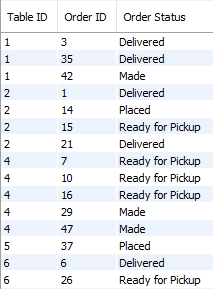 Table ID Order ID Order Status
1 3 Delivered
1 35 Delivered
1 42 Made
2 1 Delivered
2 14 Placed
2 15 Ready for Pickup
2 21 Delivered
4 7 Ready for Pickup
4 10 Ready for Pickup
4 16 Ready for Pickup
4 29 Made
4 47 Made
5 37 Placed
6 6 Delivered
6 26 Ready for Pickup